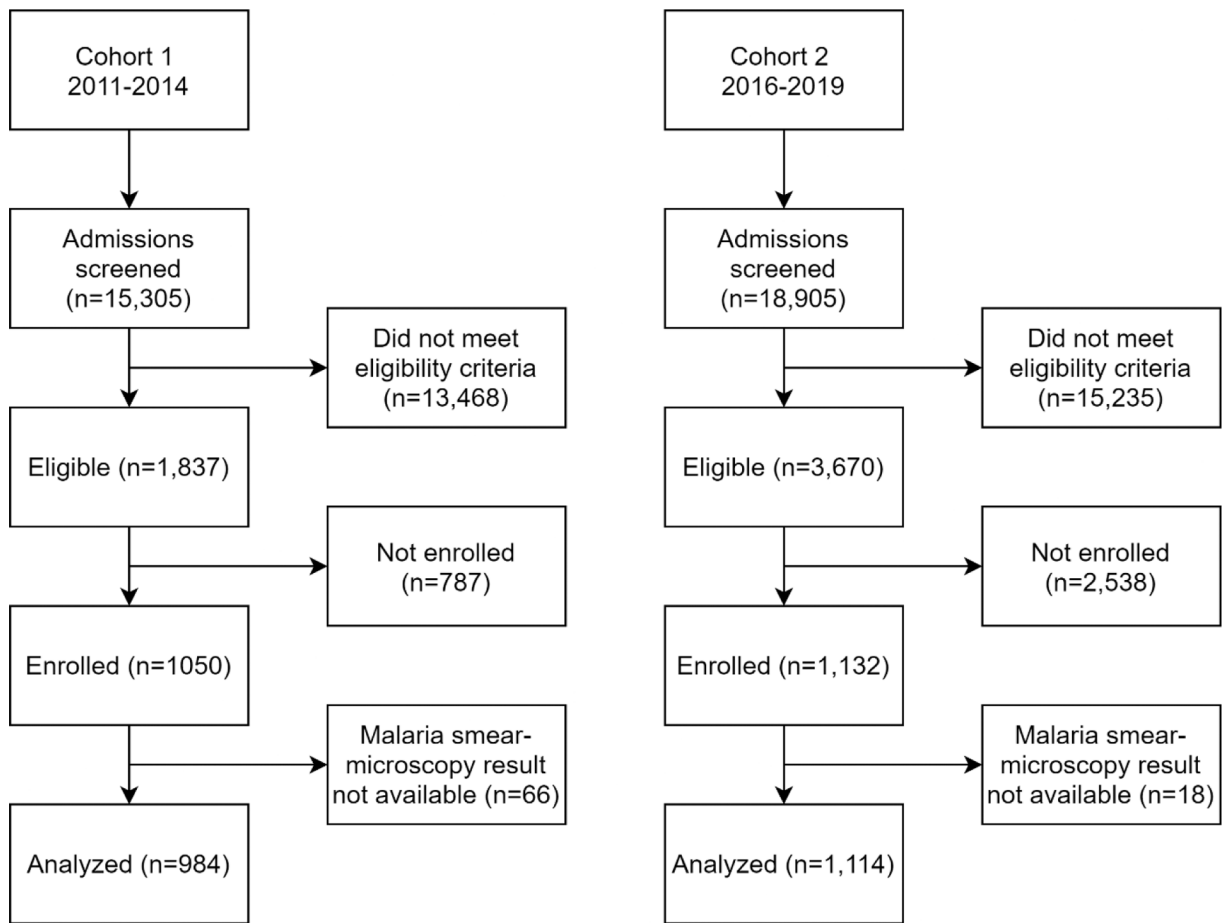 Cohort 1
2011-2014
Admissions
screened
(n=15,305)
Did not meet
eligibility criteria
(n=13,468)
Eligible (n=1,837)
Not enrolled
(n=787)
Enrolled (n=1050)
Malaria smear-
microscopy result
not available (n=66)
Analyzed (n=984)
Cohort 2
2016-2019
Admissions
screened
(n=18,905)
Did not meet
eligibility criteria
(n=15,235)
Eligible (n=3,670)
Not enrolled
(n=2,538)
Enrolled (n=1,132)
Malaria smear-
microscopy result
not available (n=18)
Analyzed (n=1,114)